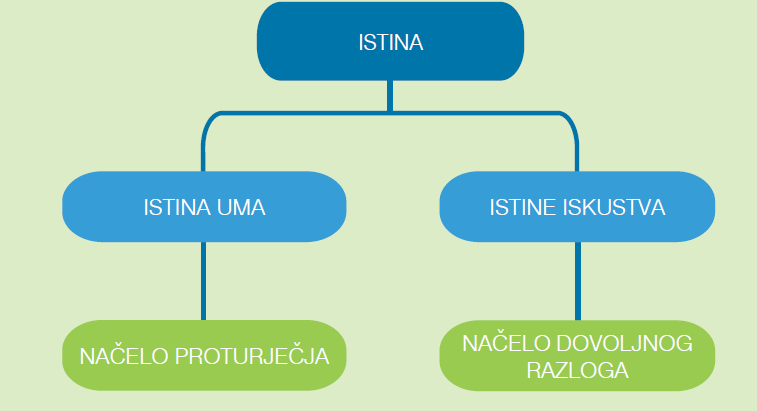 ISTINA
ISTINA UMA
ISTINE ISKUSTVA
NAČELO PROTURJEČJA
NAČELO DOVOLJNOG
RAZLOGA